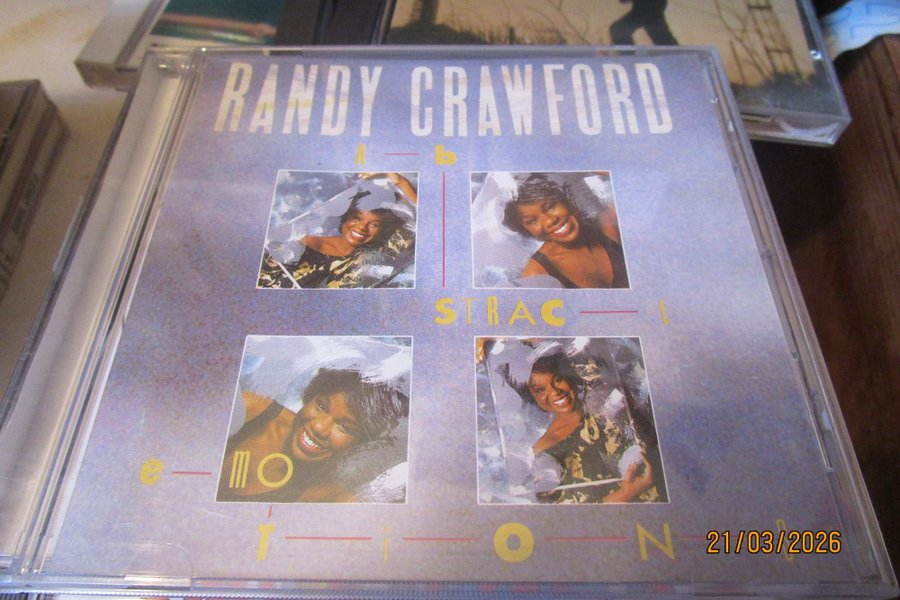 RANDY CRAWFORD
A — b
STRAC — t
e — MO
T — i — O — N — S
21/03/2026